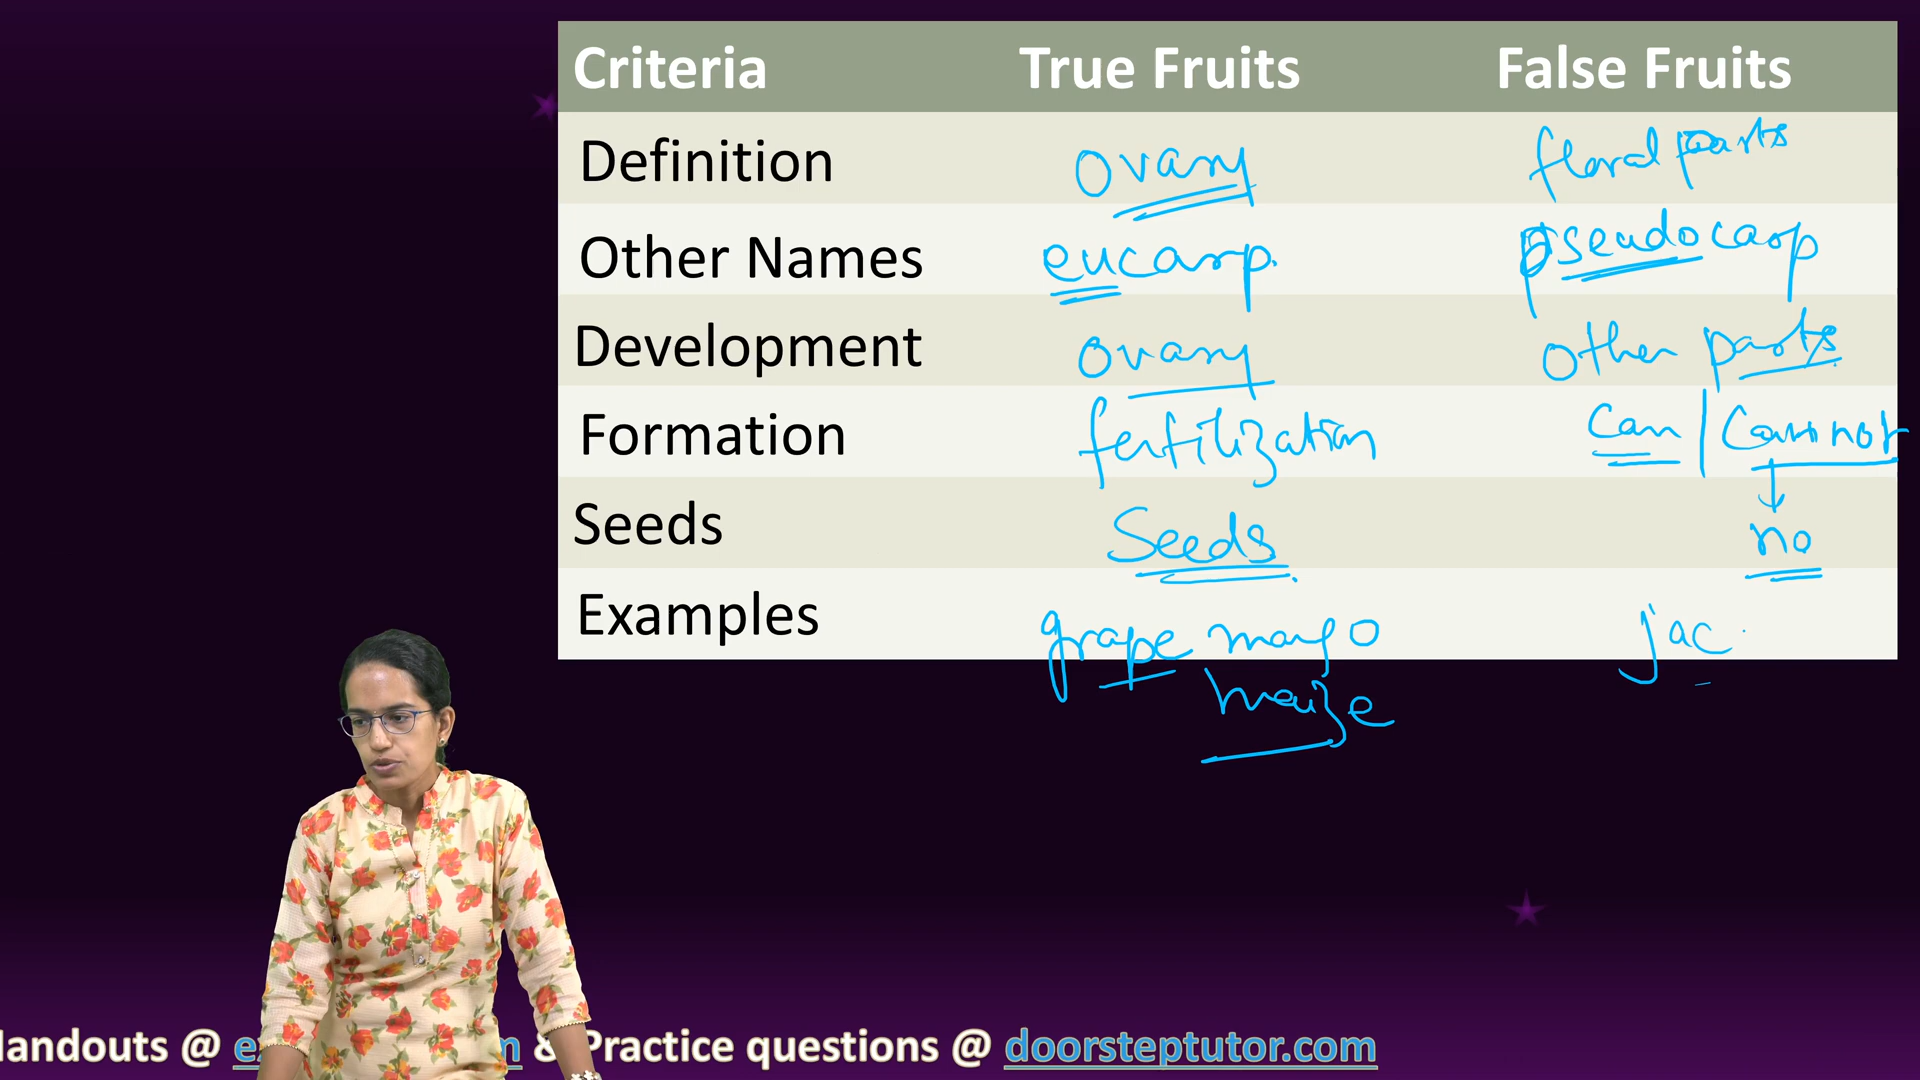 Criteria True Fruits False Fruits
Definition ovary floral parts
Other Names eucarp. pseudocarp
Development ovary other parts
Formation fertilization can / cannot
Seeds Seeds no
Examples grape mango jac
maize
Handouts @ & Practice questions @ doorsteptutor.com